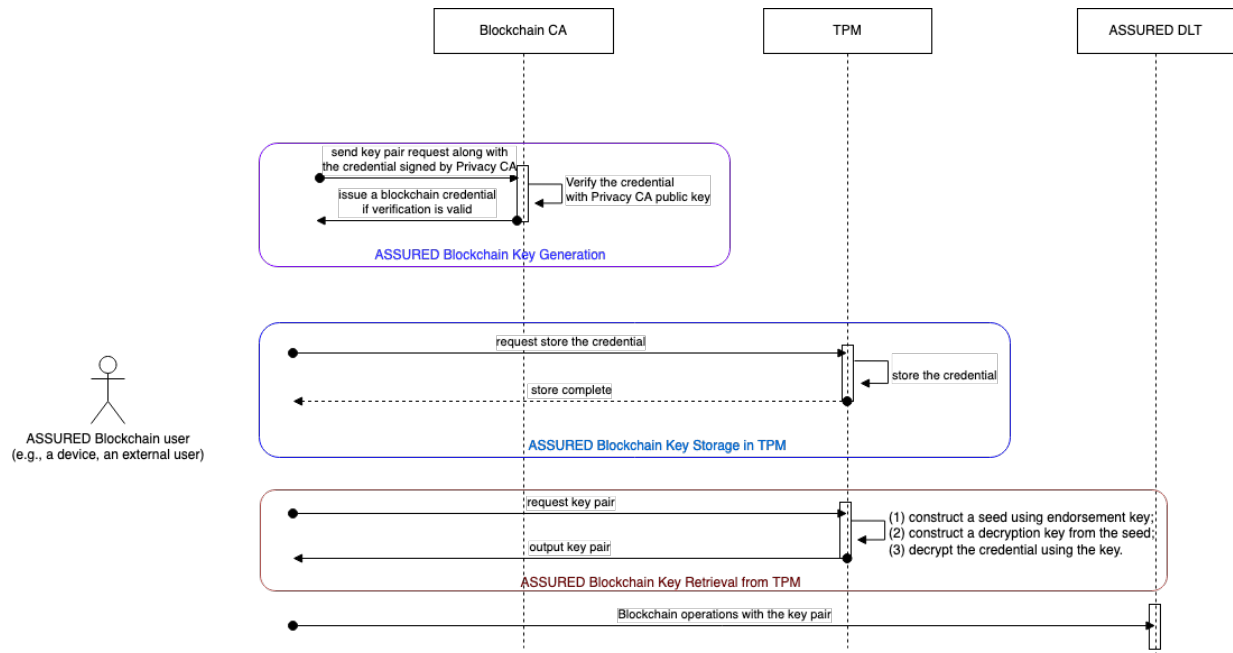 Blockchain CA
TPM
ASSURED DLT
send key pair request along with
the credential signed by Privacy CA
Verify the credential
with Privacy CA public key
issue a blockchain credential
if verification is valid
ASSURED Blockchain Key Generation
request store the credential
store the credential
store complete
ASSURED Blockchain Key Storage in TPM
ASSURED Blockchain user
(e.g., a device, an external user)
request key pair
(1) construct a seed using endorsement key;
(2) construct a decryption key from the seed;
(3) decrypt the credential using the key.
output key pair
ASSURED Blockchain Key Retrieval from TPM
Blockchain operations with the key pair